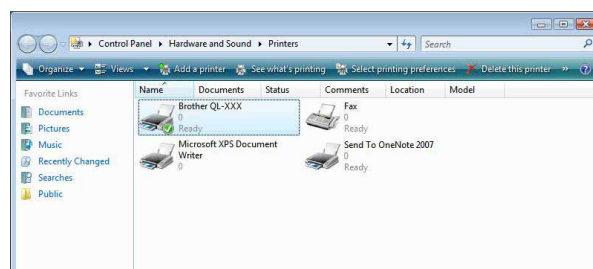 Control Panel ▸ Hardware and Sound ▸ Printers Search
Organize Views Add a printer See what's printing Select printing preferences Delete this printer »
Favorite Links
Documents
Pictures
Music
Recently Changed
Searches
Public
Name Documents Status Comments Location Model
Brother QL-XXX
0
Ready
Fax
0
Ready
Microsoft XPS Document
Writer
0
Send To OneNote 2007
0
Ready